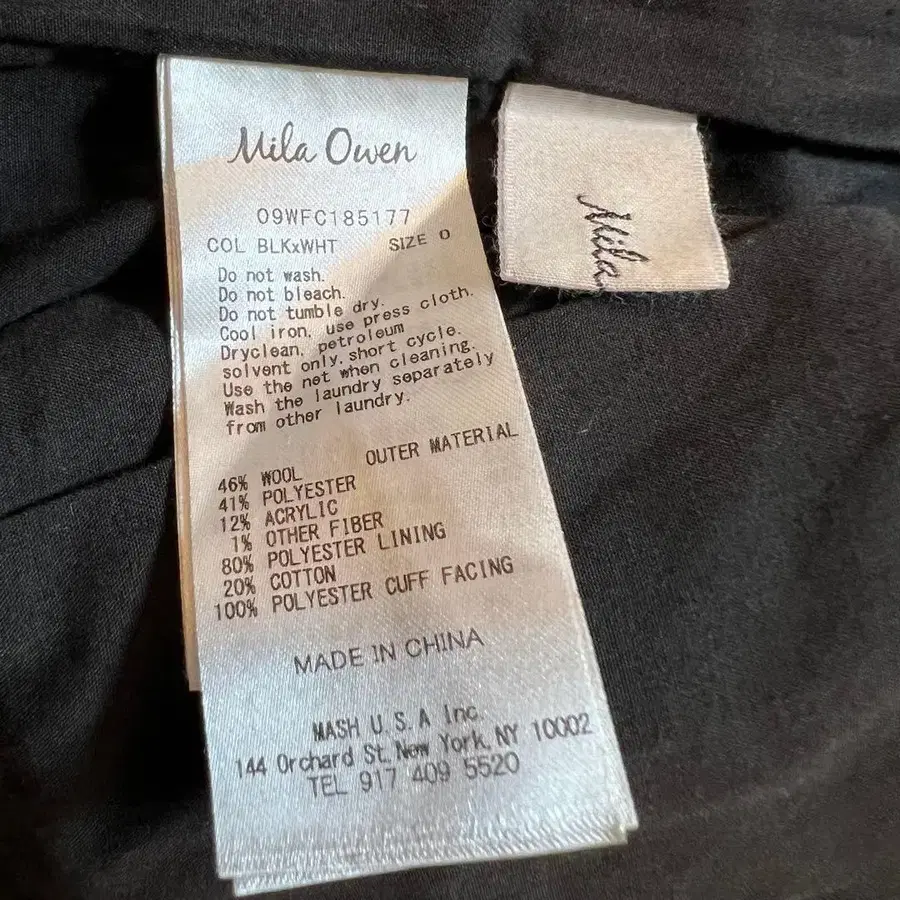 Mila Owen
09WFC185177
COL BLKxWHT SIZE 0
Do not wash.
Do not bleach.
Do not tumble dry.
Cool iron, use press cloth.
Dryclean, petroleum
solvent only. short cycle.
Use the net when cleaning.
Wash the laundry separately
from other laundry.
OUTER MATERIAL
46% WOOL
41% POLYESTER
12% ACRYLIC
1% OTHER FIBER
80% POLYESTER LINING
20% COTTON
100% POLYESTER CUFF FACING
MADE IN CHINA
MASH U.S.A Inc.
144 Orchard St. New York, NY 10002
TEL 917 409 5520
Mila